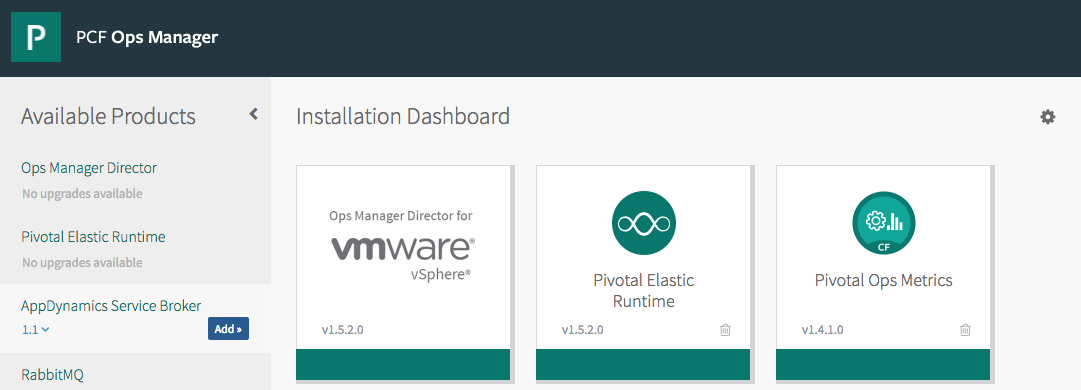 P
PCF Ops Manager
Available Products
Ops Manager Director
No upgrades available
Pivotal Elastic Runtime
No upgrades available
AppDynamics Service Broker
1.1
Add »
RabbitMQ
Installation Dashboard
Ops Manager Director for
vmware®
vSphere®
v1.5.2.0
Pivotal Elastic
Runtime
v1.5.2.0
CF
Pivotal Ops Metrics
v1.4.1.0